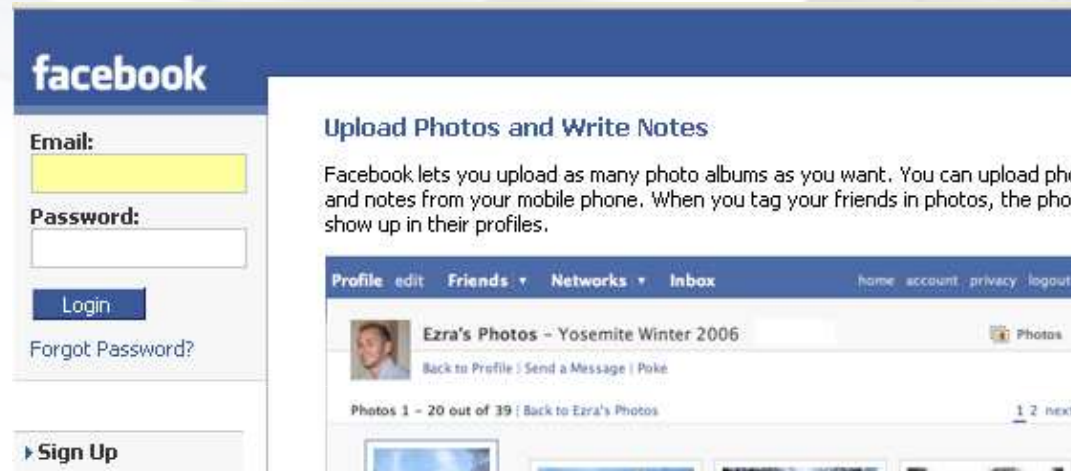 facebook
Email:
Password:
Login
Forgot Password?
Sign Up
Upload Photos and Write Notes
Facebook lets you upload as many photo albums as you want. You can upload
and notes from your mobile phone. When you tag your friends in photos, the
show up in their profiles.
Profile edit Friends Networks Inbox home account privacy logout
Ezra's Photos – Yosemite Winter 2006 Photos
Back to Profile | Send a Message | Poke
Photos 1 – 20 out of 39 | Back to Ezra's Photos 1 2 next